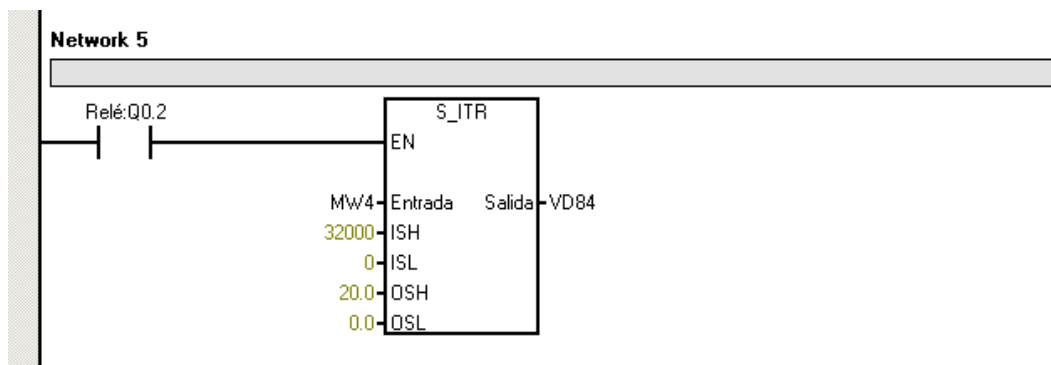 Network 5
Relé:Q0.2
S_ITR
EN
MW4 Entrada Salida VD84
32000 ISH
0 ISL
20.0 OSH
0.0 OSL